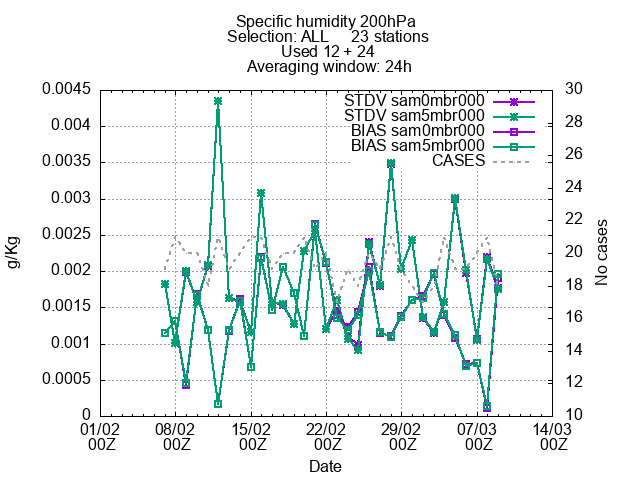 Specific humidity 200hPa
Selection: ALL 23 stations
Used 12 + 24
Averaging window: 24h
STDV sam0mbr000
STDV sam5mbr000
BIAS sam0mbr000
BIAS sam5mbr000
CASES
g/Kg
0.0045
0.004
0.0035
0.003
0.0025
0.002
0.0015
0.001
0.0005
0
30
28
26
24
22
20
18
16
14
12
10
No cases
01/02 08/02 15/02 22/02 29/02 07/03 14/03
00Z 00Z 00Z 00Z 00Z 00Z 00Z
Date